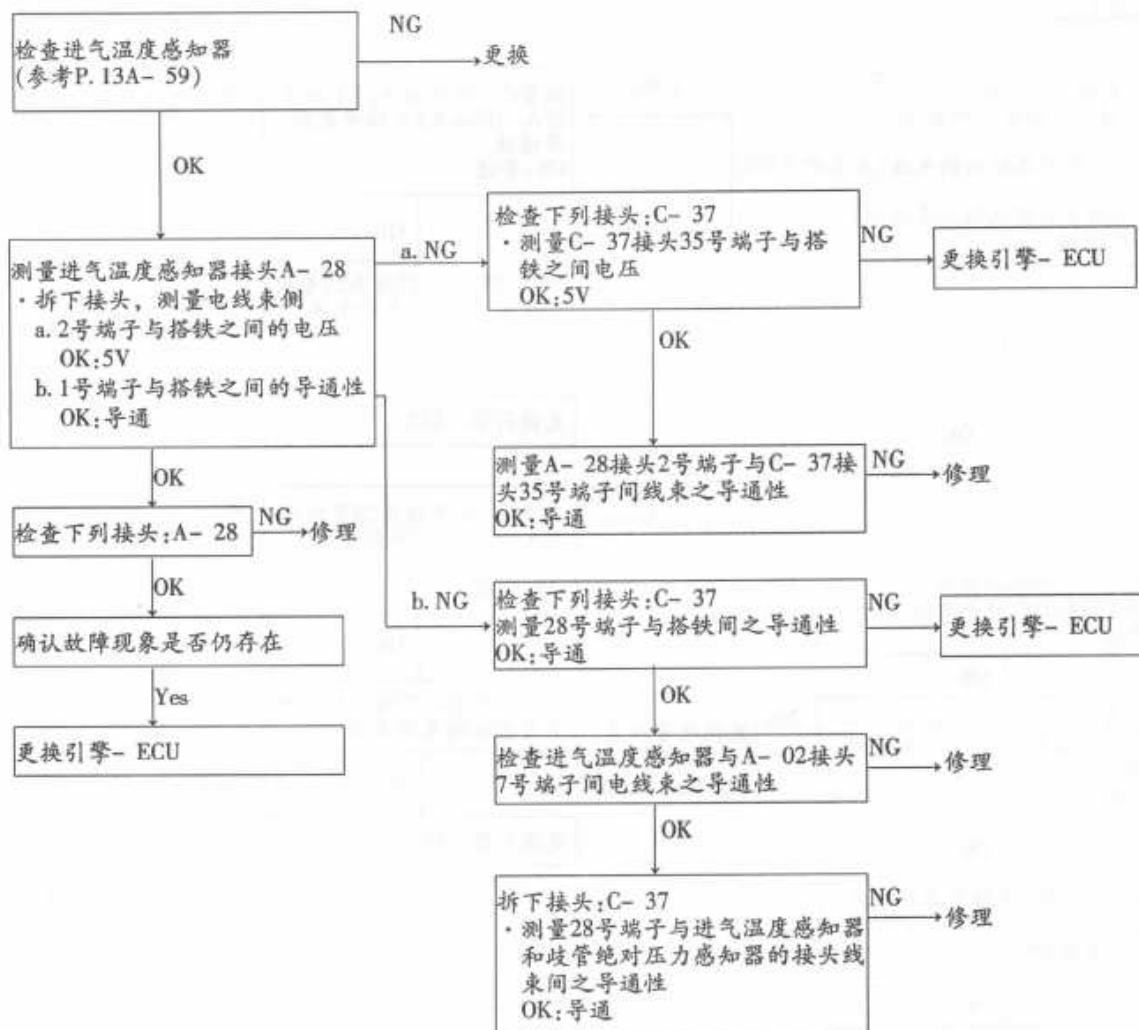 检查进气温度感知器
(参考P.13A- 59)
NG
更换
OK
测量进气温度感知器接头A- 28
·拆下接头，测量电线束侧
a.2号端子与搭铁之间的电压
OK:5V
b.1号端子与搭铁之间的导通性
OK:导通
a.NG
检查下列接头:C- 37
·测量C- 37接头35号端子与搭
铁之间电压
OK:5V
NG
更换引擎- ECU
OK
测量A- 28接头2号端子与C- 37接
头35号端子间线束之导通性
OK:导通
NG
修理
OK
检查下列接头:A- 28
NG
修理
OK
确认故障现象是否仍存在
Yes
更换引擎- ECU
b.NG
检查下列接头:C- 37
测量28号端子与搭铁间之导通性
OK:导通
NG
更换引擎- ECU
OK
检查进气温度感知器与A- 02接头
7号端子间电线束之导通性
NG
修理
OK
拆下接头:C- 37
·测量28号端子与进气温度感知器
和歧管绝对压力感知器的接头线
束间之导通性
OK:导通
NG
修理